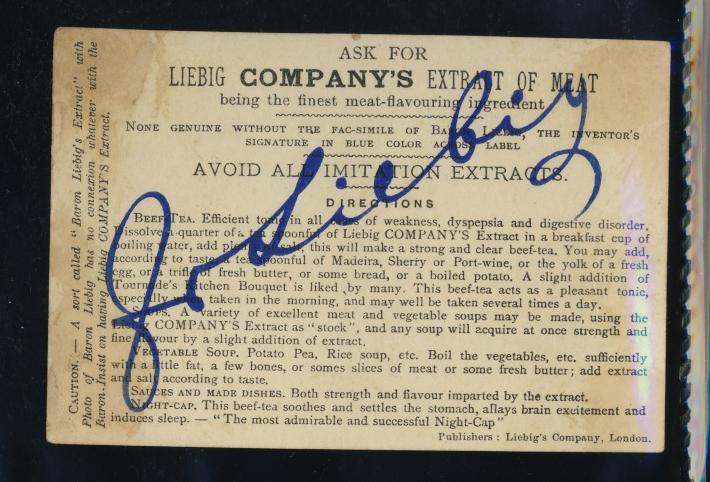 ASK FOR
LIEBIG COMPANY'S EXTRACT OF MEAT
being the finest meat-flavouring ingredient
NONE GENUINE WITHOUT THE FAC-SIMILE OF BARON LIEBIG, THE INVENTOR'S
SIGNATURE IN BLUE COLOR ACROSS LABEL
AVOID ALL IMITATION EXTRACTS.
DIRECTIONS
BEEF-TEA. Efficient tonic in all cases of weakness, dyspepsia and digestive disorder.
Dissolve a quarter of a tea spoonful of Liebig COMPANY'S Extract in a breakfast cup of
boiling water, add plenty of salt, this will make a strong and clear beef-tea. You may add,
according to taste, a tea spoonful of Madeira, Sherry or Port-wine, or the yolk of a fresh
egg, or a trifle of fresh butter, or some bread, or a boiled potato. A slight addition of
Tournade's Kitchen Bouquet is liked by many. This beef-tea acts as a pleasant tonic,
especially when taken in the morning, and may well be taken several times a day.
SOUPS. A variety of excellent meat and vegetable soups may be made, using the
Liebig COMPANY'S Extract as "stock", and any soup will acquire at once strength and
fine flavour by a slight addition of extract.
VEGETABLE SOUP. Potato Pea, Rice soup, etc. Boil the vegetables, etc. sufficiently
with a little fat, a few bones, or somes slices of meat or some fresh butter; add extract
and salt according to taste.
SAUCES AND MADE DISHES. Both strength and flavour imparted by the extract.
NIGHT-CAP. This beef-tea soothes and settles the stomach, allays brain excitement and
induces sleep. — "The most admirable and successful Night-Cap"
Publishers: Liebig's Company, London.
CAUTION. — A sort called "Baron Liebig's Extract" with
Photo of Baron Liebig has no connexion whatever with the
Baron-Insist on having Liebig COMPANY'S Extract.
J v Liebig